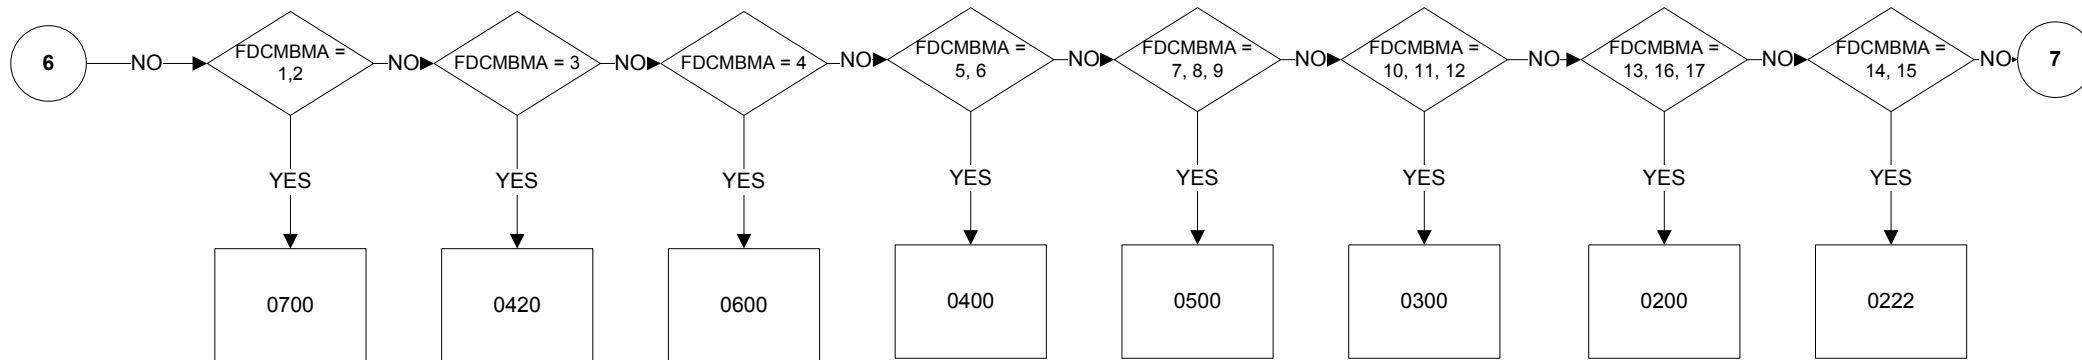 6
NO
FDCMBMA =
1,2
NO
FDCMBMA = 3
NO
FDCMBMA = 4
NO
FDCMBMA =
5, 6
NO
FDCMBMA =
7, 8, 9
NO
FDCMBMA =
10, 11, 12
NO
FDCMBMA =
13, 16, 17
NO
FDCMBMA =
14, 15
NO
7
YES
YES
YES
YES
YES
YES
YES
YES
0700
0420
0600
0400
0500
0300
0200
0222